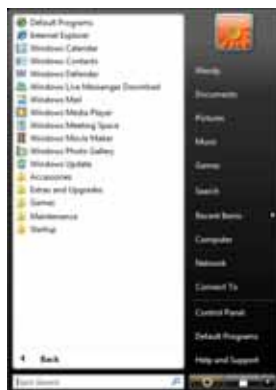 Default Programs
Internet Explorer
Windows Calendar
Windows Contacts
Windows Defender
Windows Live Messenger Download
Windows Mail
Windows Media Player
Windows Meeting Space
Windows Movie Maker
Windows Photo Gallery
Windows Update
Accessories
Extras and Upgrades
Games
Maintenance
Startup
Back
Start Search
Wendy
Documents
Pictures
Music
Games
Search
Recent Items
Computer
Network
Connect To
Control Panel
Default Programs
Help and Support